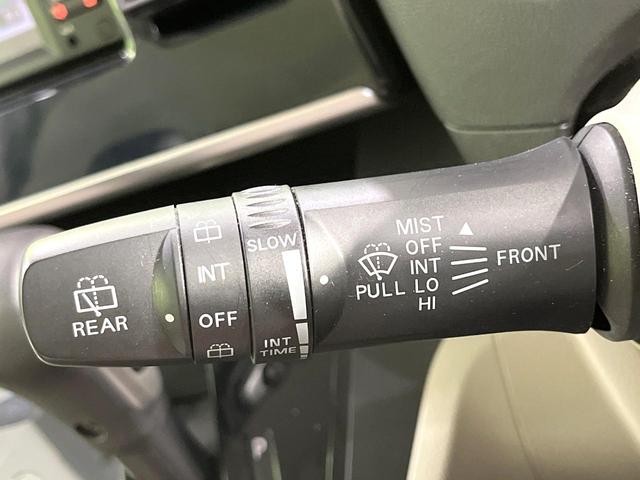 REAR
INT
OFF
SLOW
INT
TIME
PULL
MIST
OFF
INT
LO
HI
FRONT